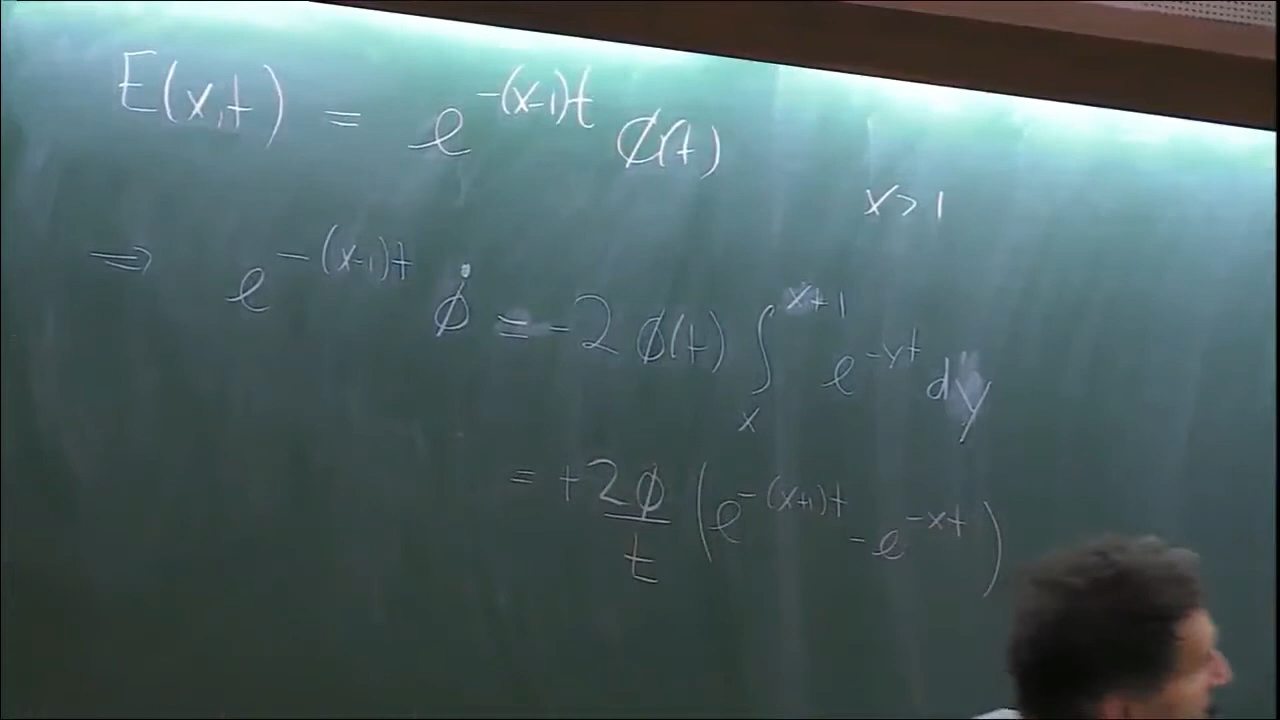 E(x,t) = e^{-(x-1)t} ϕ(t)
x > 1
⇒ e^{-(x-1)t} ϕ̇ = -2 ϕ(t) ∫_x^{x+1} e^{-yt} dy
= + 2ϕ/t (e^{-(x+1)t} - e^{-xt})